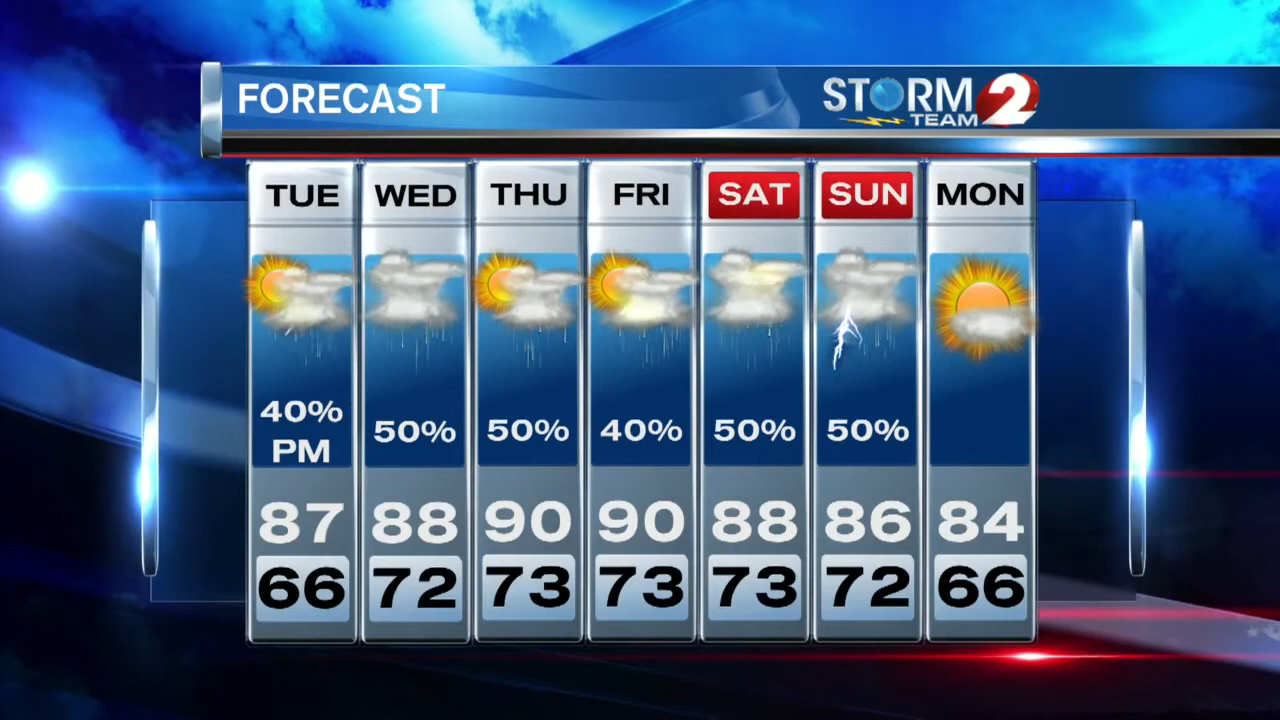 FORECAST
STORM
TEAM 2
TUE WED THU FRI SAT SUN MON
40% PM 50% 50% 40% 50% 50%
87 88 90 90 88 86 84
66 72 73 73 73 72 66